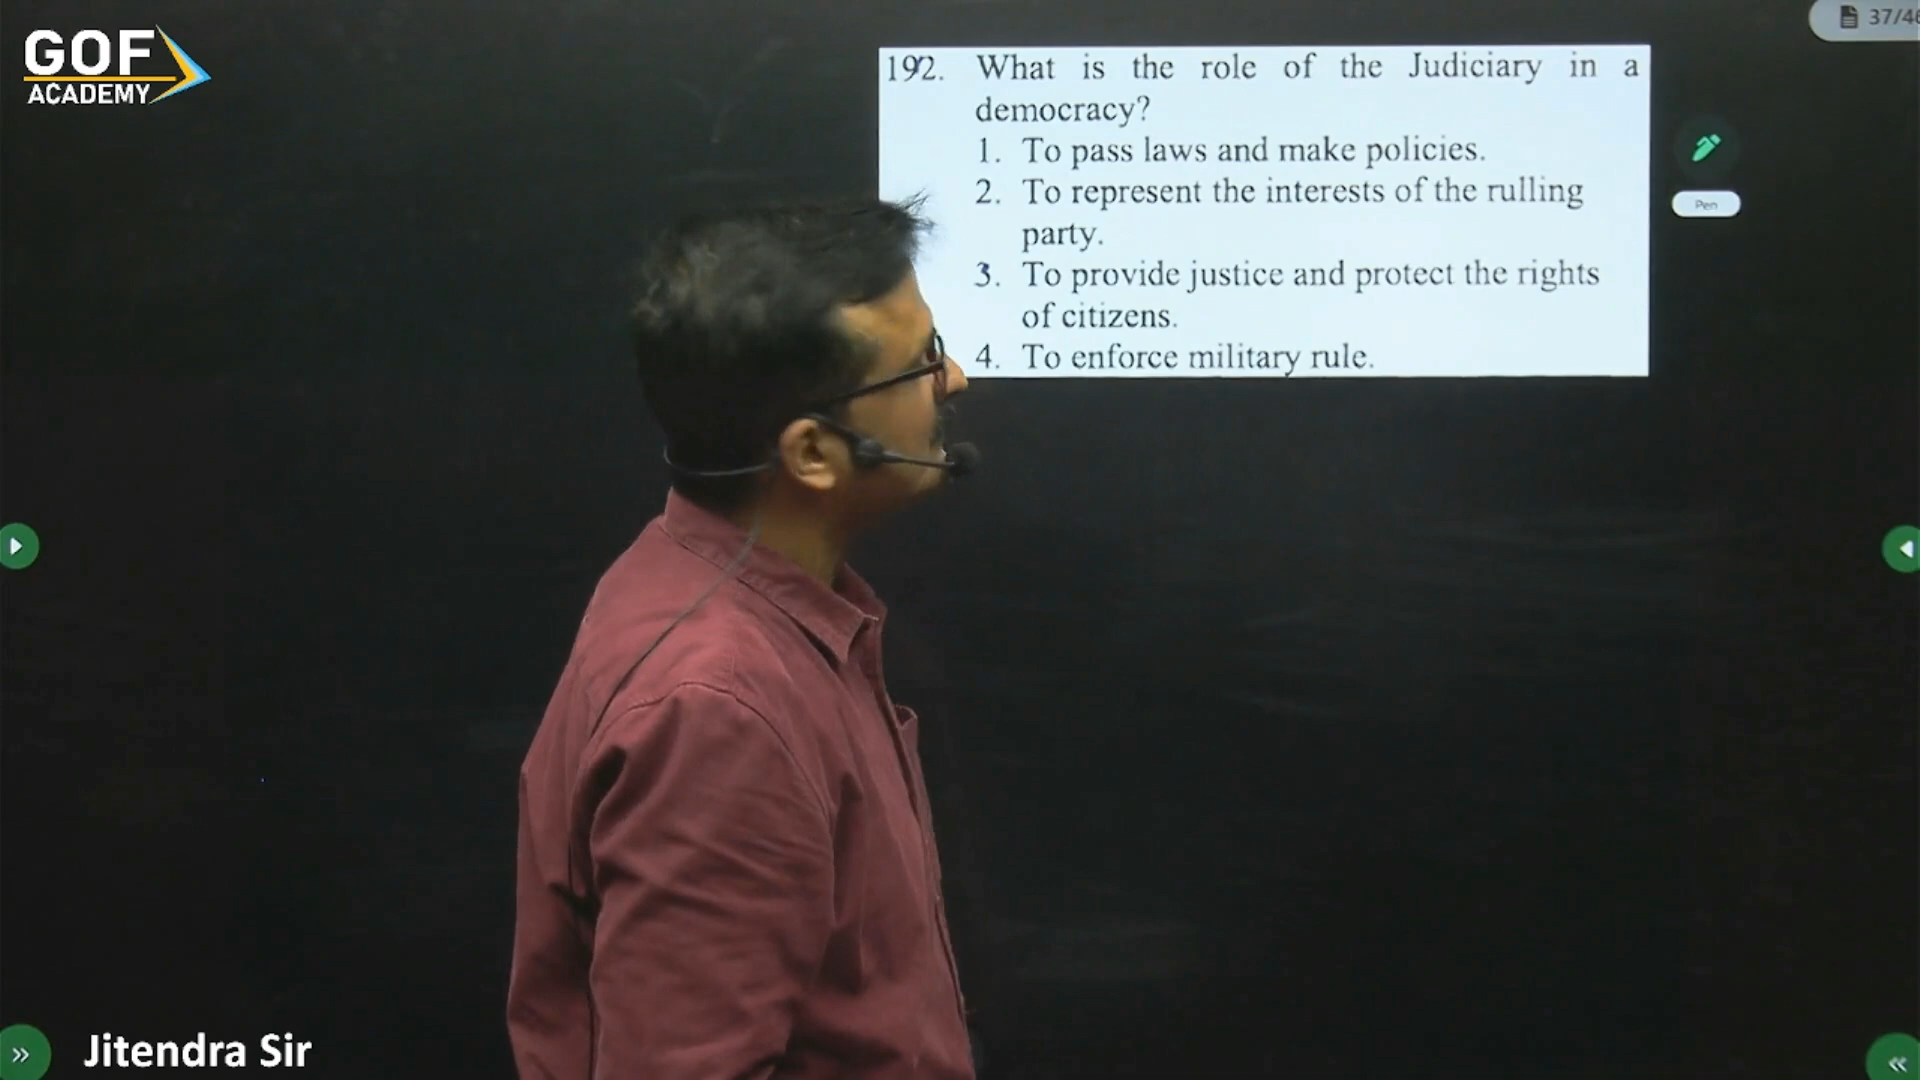 GOF
ACADEMY
37/46
192. What is the role of the Judiciary in a
democracy?
1. To pass laws and make policies.
2. To represent the interests of the rulling
party.
3. To provide justice and protect the rights
of citizens.
4. To enforce military rule.
Pen
Jitendra Sir